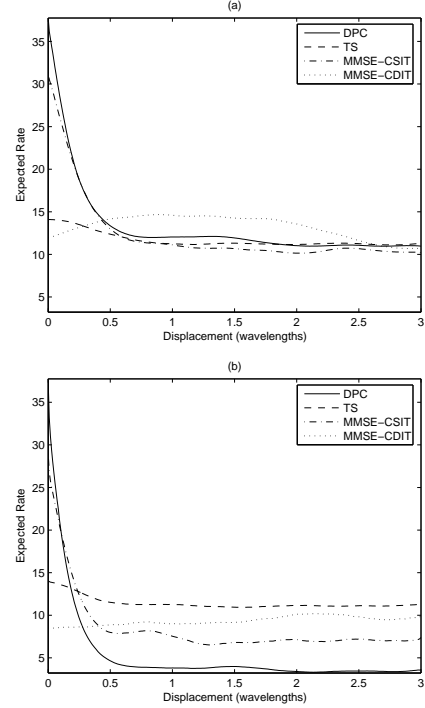 (a)
35
30
25
20
15
10
5
Expected Rate
DPC
TS
MMSE−CSIT
MMSE−CDIT
0 0.5 1 1.5 2 2.5 3
Displacement (wavelengths)
(b)
35
30
25
20
15
10
5
Expected Rate
DPC
TS
MMSE−CSIT
MMSE−CDIT
0 0.5 1 1.5 2 2.5 3
Displacement (wavelengths)